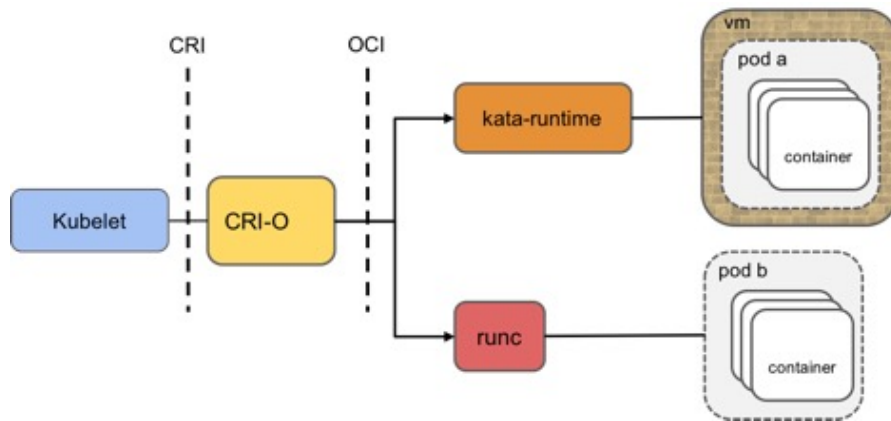 CRI
OCI
vm
pod a
container
kata-runtime
Kubelet
CRI-O
pod b
container
runc